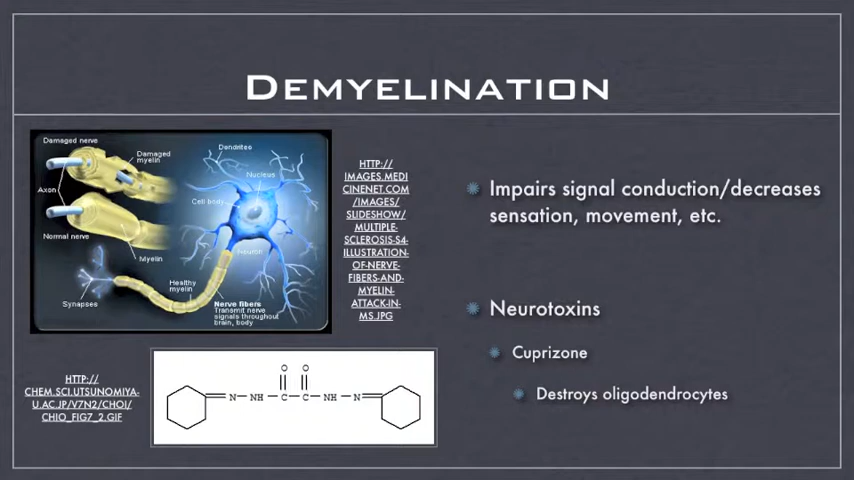 DEMYELINATION
Damaged nerve
Damaged
myelin
Axon
Normal nerve
Myelin
Dendrites
Nucleus
Cell body
Neuron
Synapses
Healthy
myelin
Nerve fibers
Transmit nerve
signals throughout
brain, body
HTTP://
IMAGES.MEDI
CINENET.COM
/IMAGES/
SLIDESHOW/
MULTIPLE-
SCLEROSIS-S4-
ILLUSTRATION-
OF-NERVE-
FIBERS-AND-
MYELIN-
ATTACK-IN-
MS.JPG
Impairs signal conduction/decreases
sensation, movement, etc.
Neurotoxins
Cuprizone
Destroys oligodendrocytes
HTTP://
CHEM.SCI.UTSUNOMIYA-
U.AC.JP/V7N2/CHOI/
CHIO_FIG7_2.GIF
O O
N NH C C NH N